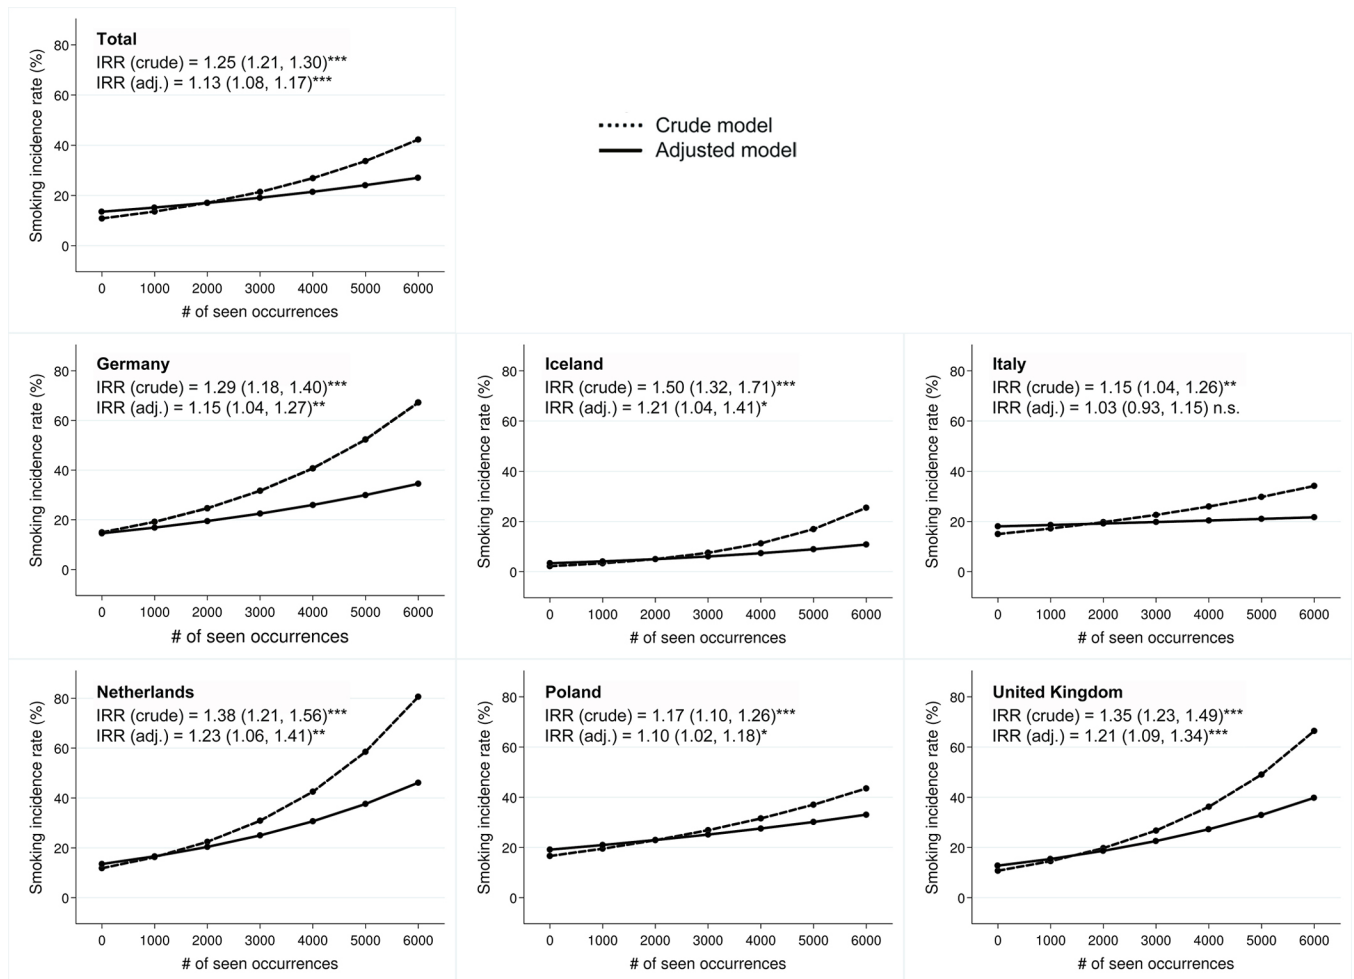 Total
IRR (crude) = 1.25 (1.21, 1.30)***
IRR (adj.) = 1.13 (1.08, 1.17)***
Smoking incidence rate (%)
80
60
40
20
0
0 1000 2000 3000 4000 5000 6000
# of seen occurrences
Crude model
Adjusted model
Germany
IRR (crude) = 1.29 (1.18, 1.40)***
IRR (adj.) = 1.15 (1.04, 1.27)**
Smoking incidence rate (%)
80
60
40
20
0
0 1000 2000 3000 4000 5000 6000
# of seen occurrences
Iceland
IRR (crude) = 1.50 (1.32, 1.71)***
IRR (adj.) = 1.21 (1.04, 1.41)*
Smoking incidence rate (%)
80
60
40
20
0
0 1000 2000 3000 4000 5000 6000
# of seen occurrences
Italy
IRR (crude) = 1.15 (1.04, 1.26)**
IRR (adj.) = 1.03 (0.93, 1.15) n.s.
Smoking incidence rate (%)
80
60
40
20
0
0 1000 2000 3000 4000 5000 6000
# of seen occurrences
Netherlands
IRR (crude) = 1.38 (1.21, 1.56)***
IRR (adj.) = 1.23 (1.06, 1.41)**
Smoking incidence rate (%)
80
60
40
20
0
0 1000 2000 3000 4000 5000 6000
# of seen occurrences
Poland
IRR (crude) = 1.17 (1.10, 1.26)***
IRR (adj.) = 1.10 (1.02, 1.18)*
Smoking incidence rate (%)
80
60
40
20
0
0 1000 2000 3000 4000 5000 6000
# of seen occurrences
United Kingdom
IRR (crude) = 1.35 (1.23, 1.49)***
IRR (adj.) = 1.21 (1.09, 1.34)***
Smoking incidence rate (%)
80
60
40
20
0
0 1000 2000 3000 4000 5000 6000
# of seen occurrences